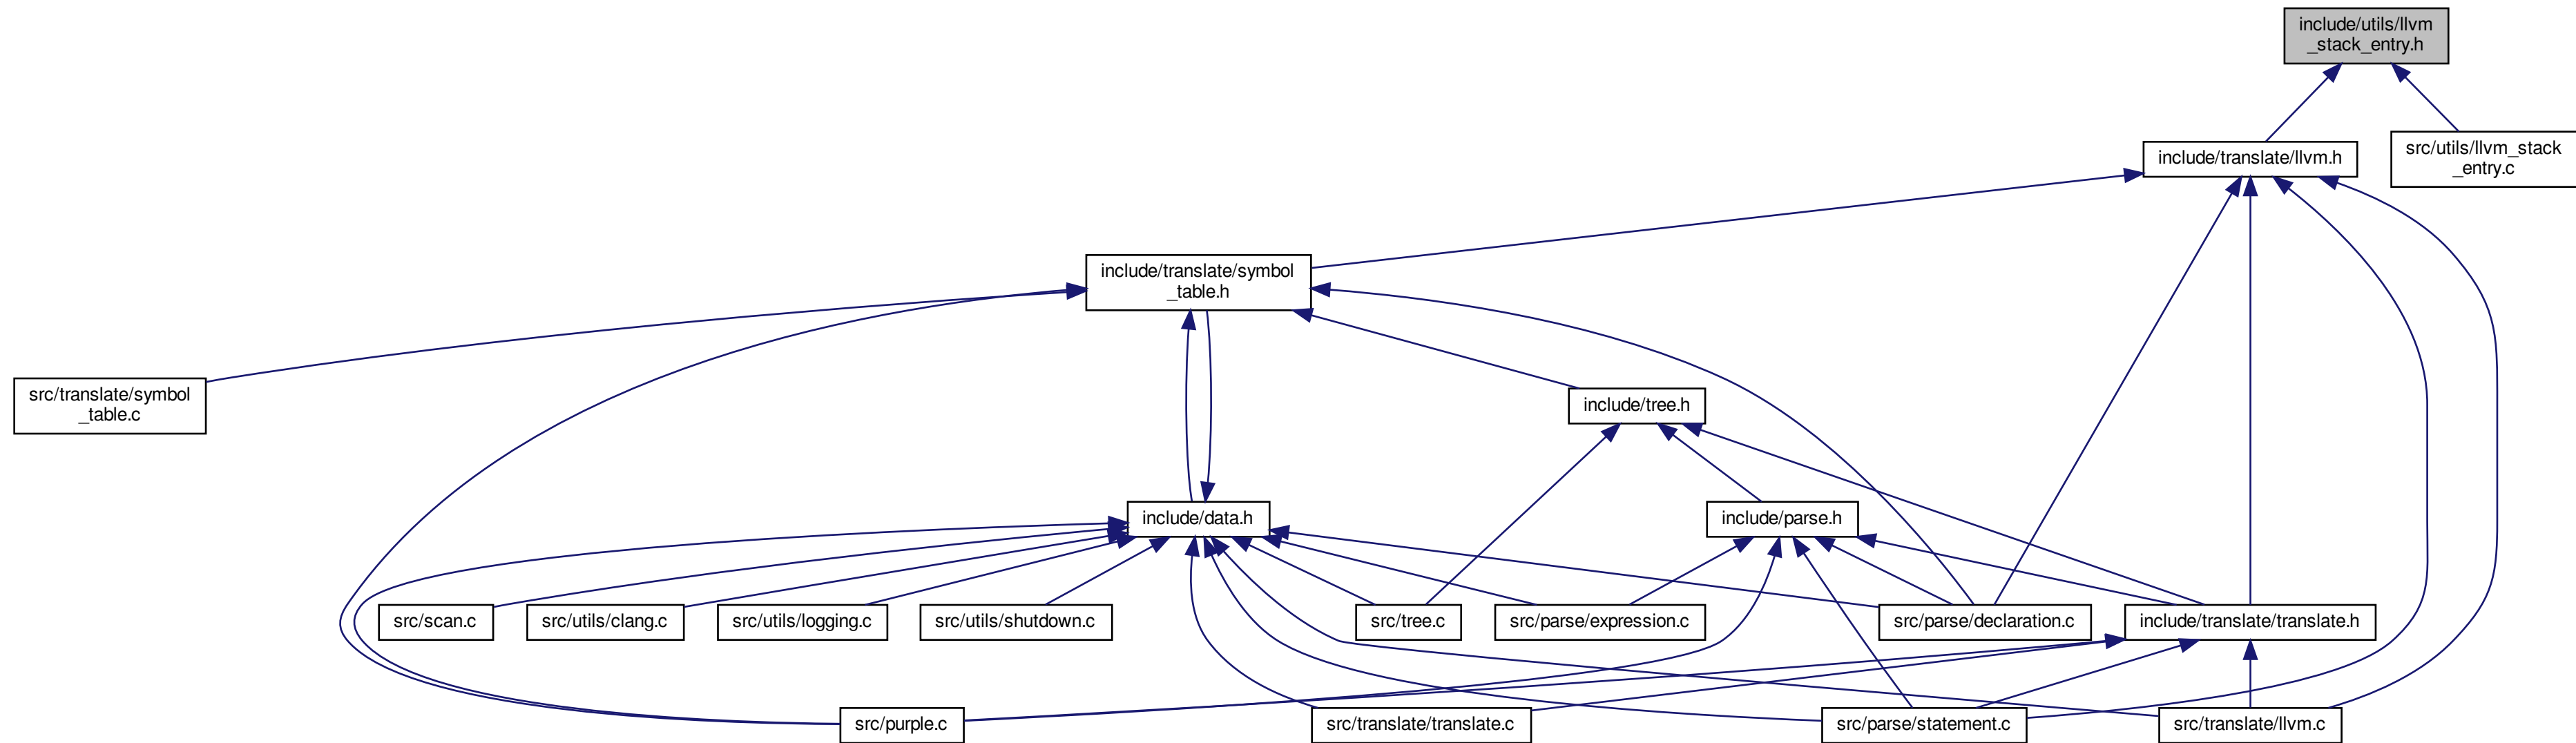 include/utils/llvm
_stack_entry.h
include/translate/llvm.h
src/utils/llvm_stack
_entry.c
include/translate/symbol
_table.h
src/translate/symbol
_table.c
include/tree.h
include/data.h
include/parse.h
src/scan.c
src/utils/clang.c
src/utils/logging.c
src/utils/shutdown.c
src/tree.c
src/parse/expression.c
src/parse/declaration.c
include/translate/translate.h
src/purple.c
src/translate/translate.c
src/parse/statement.c
src/translate/llvm.c